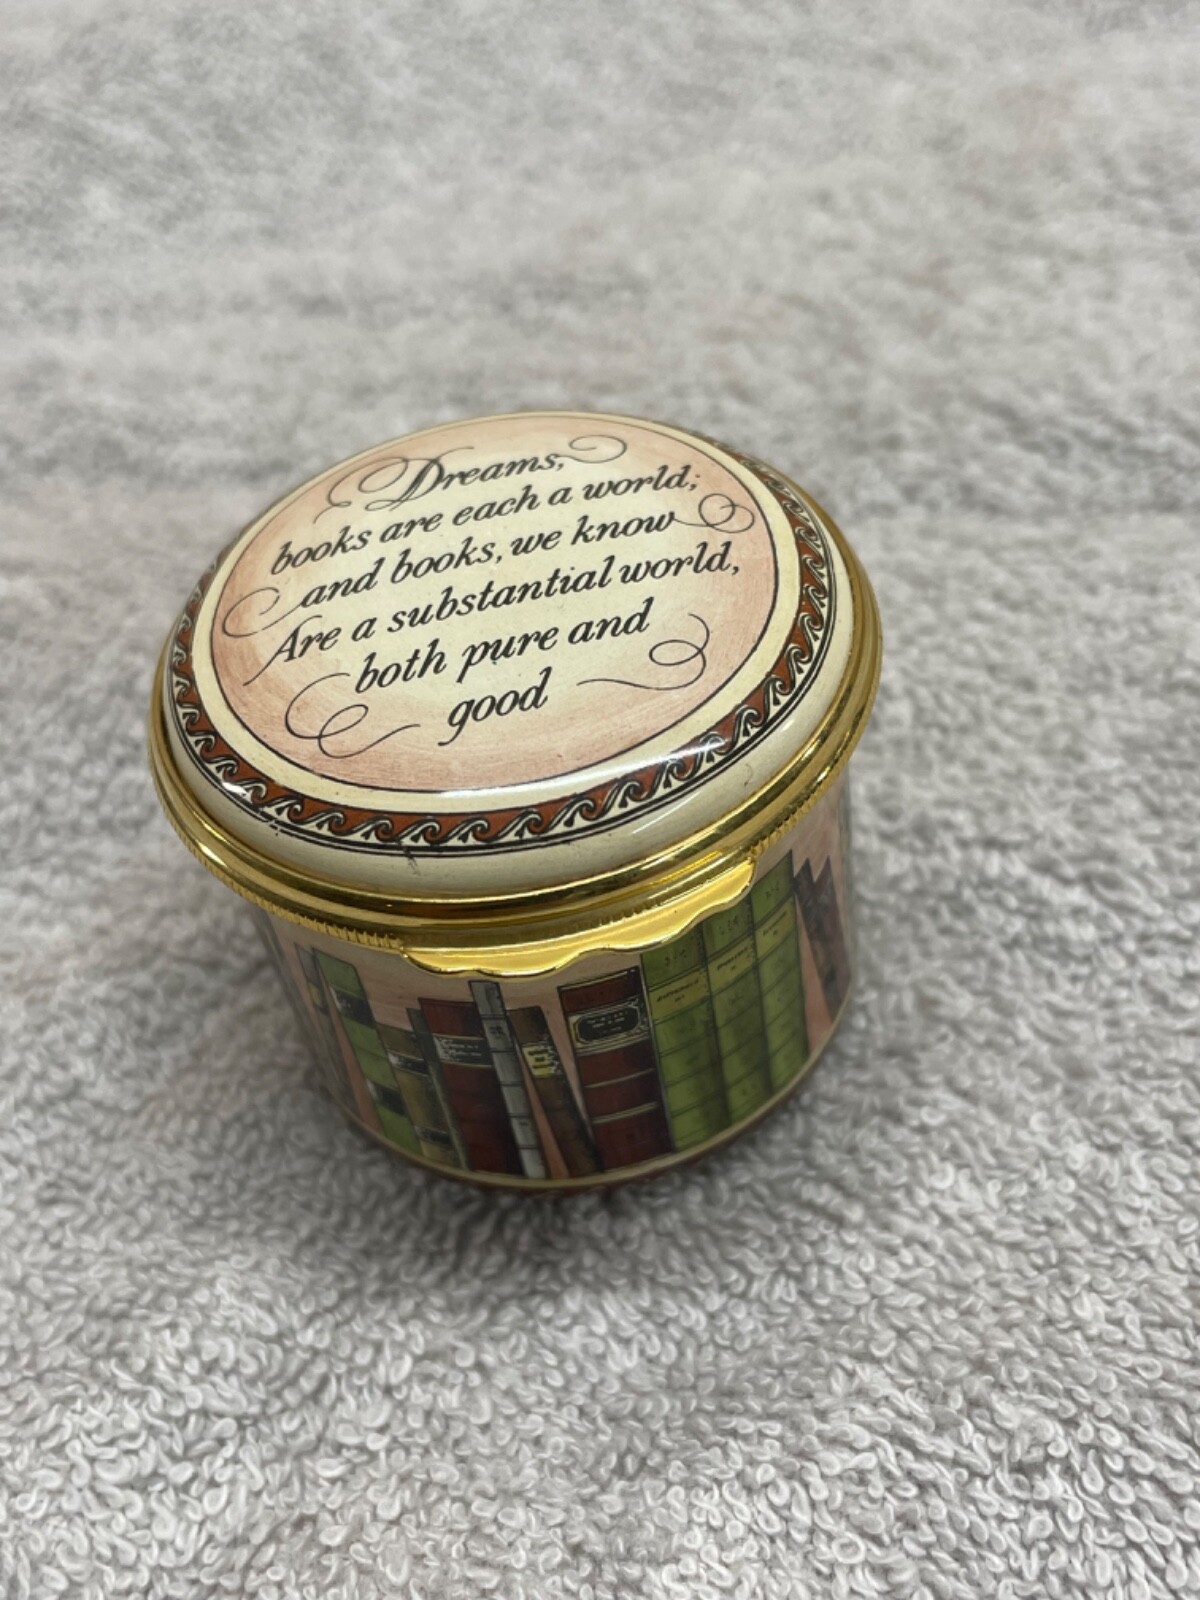 Dreams,
books are each a world;
and books, we know
Are a substantial world,
both pure and
good